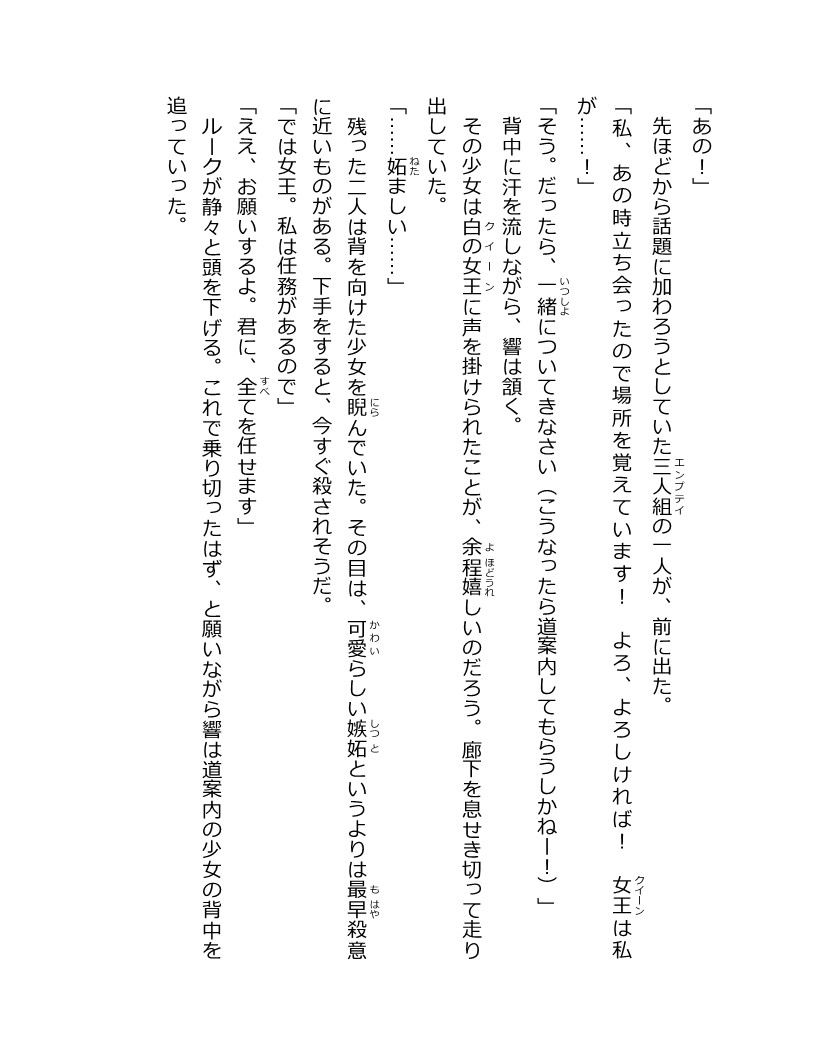 「あの！」
先ほどから話題に加わろうとしていた三人組の一人が、前に出た。
「私、あの時立ち会ったので場所を覚えています！　よろ、よろしければ！　女王は私
が……！」
「そう。だったら、一緒についてきなさい（こうなったら道案内してもらうしかねー！）」
背中に汗を流しながら、響は頷く。
その少女は白の女王に声を掛けられたことが、余程嬉しいのだろう。廊下を息せき切って走り
出していた。
「……妬ましい……」
残った二人は背を向けた少女を睨んでいた。その目は、可愛らしい嫉妬というよりは最早殺意
に近いものがある。下手をすると、今すぐ殺されそうだ。
「では女王。私は任務があるので」
「ええ、お願いするよ。君に、全てを任せます」
ルークが静々と頭を下げる。これで乗り切ったはず、と願いながら響は道案内の少女の背中を
追っていった。